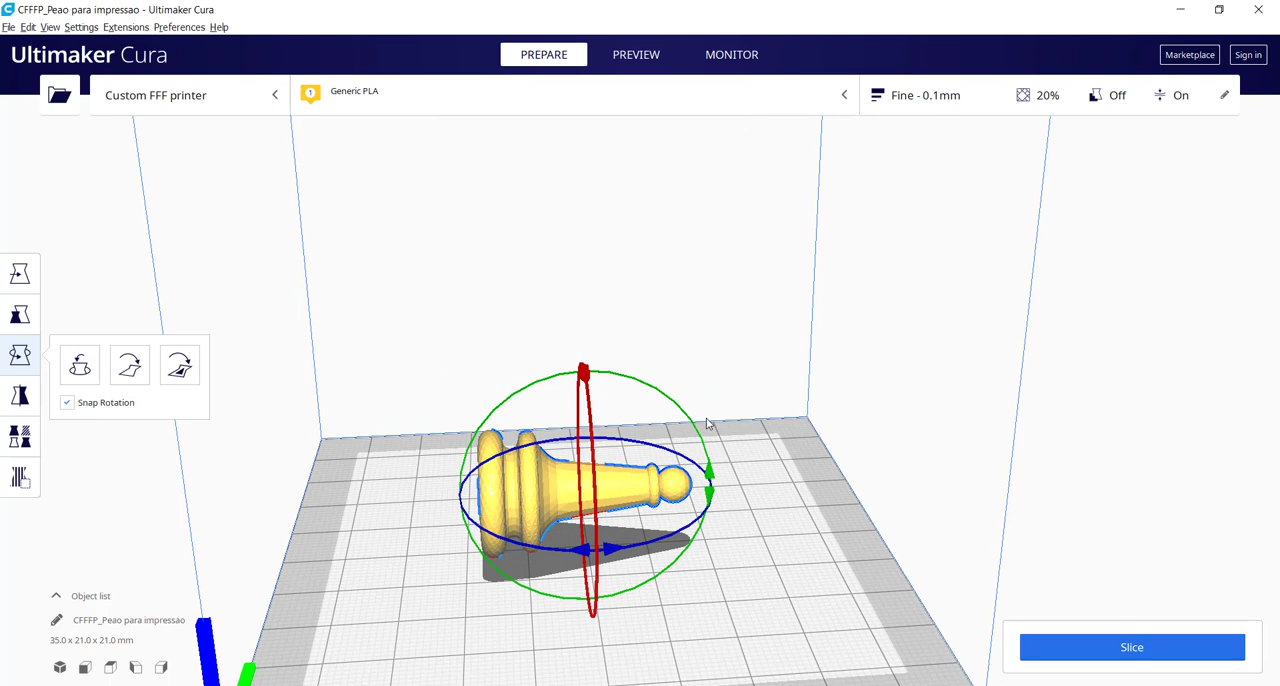 CFFFP_Peao para impressao - Ultimaker Cura
File Edit View Settings Extensions Preferences Help
Ultimaker Cura
PREPARE
PREVIEW
MONITOR
Marketplace
Sign in
Custom FFF printer
1
Generic PLA
Fine - 0.1mm
20%
Off
On
Snap Rotation
Object list
CFFFP_Peao para impressao
35.0 x 21.0 x 21.0 mm
Slice